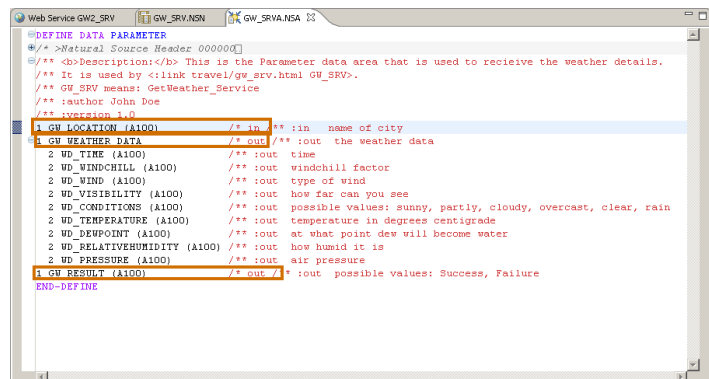 Web Service GW2_SRV GW_SRV.NSN GW_SRVA.NSA
DEFINE DATA PARAMETER
/* >Natural Source Header 000000
/** <b>Description:</b> This is the Parameter data area that is used to recieive the weather details.
/** It is used by <:link travel/gw_srv.html GW_SRV>.
/** GW_SRV means: GetWeather_Service
/** :author John Doe
/** :version 1.0
1 GW_LOCATION (A100) /* in /** :in name of city
1 GW_WEATHER_DATA /* out /** :out the weather data
2 WD_TIME (A100) /** :out time
2 WD_WINDCHILL (A100) /** :out windchill factor
2 WD_WIND (A100) /** :out type of wind
2 WD_VISIBILITY (A100) /** :out how far can you see
2 WD_CONDITIONS (A100) /** :out possible values: sunny, partly, cloudy, overcast, clear, rain
2 WD_TEMPERATURE (A100) /** :out temperature in degrees centigrade
2 WD_DEWPOINT (A100) /** :out at what point dew will become water
2 WD_RELATIVEHUMIDITY (A100) /** :out how humid it is
2 WD_PRESSURE (A100) /** :out air pressure
1 GW_RESULT (A100) /* out /** :out possible values: Success, Failure
END-DEFINE